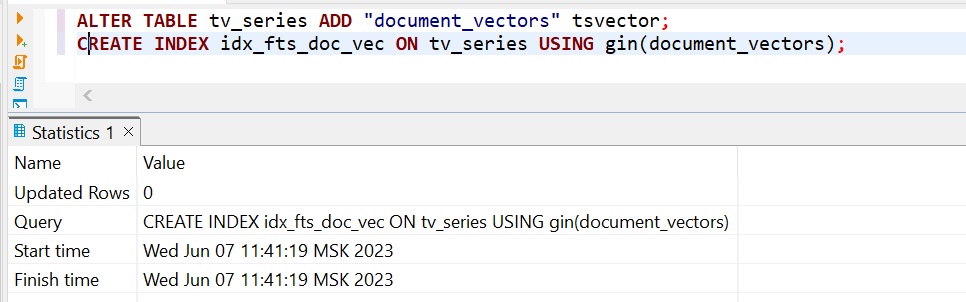 ALTER TABLE tv_series ADD "document_vectors" tsvector;
CREATE INDEX idx_fts_doc_vec ON tv_series USING gin(document_vectors);
Statistics 1
Name Value
Updated Rows 0
Query CREATE INDEX idx_fts_doc_vec ON tv_series USING gin(document_vectors)
Start time Wed Jun 07 11:41:19 MSK 2023
Finish time Wed Jun 07 11:41:19 MSK 2023